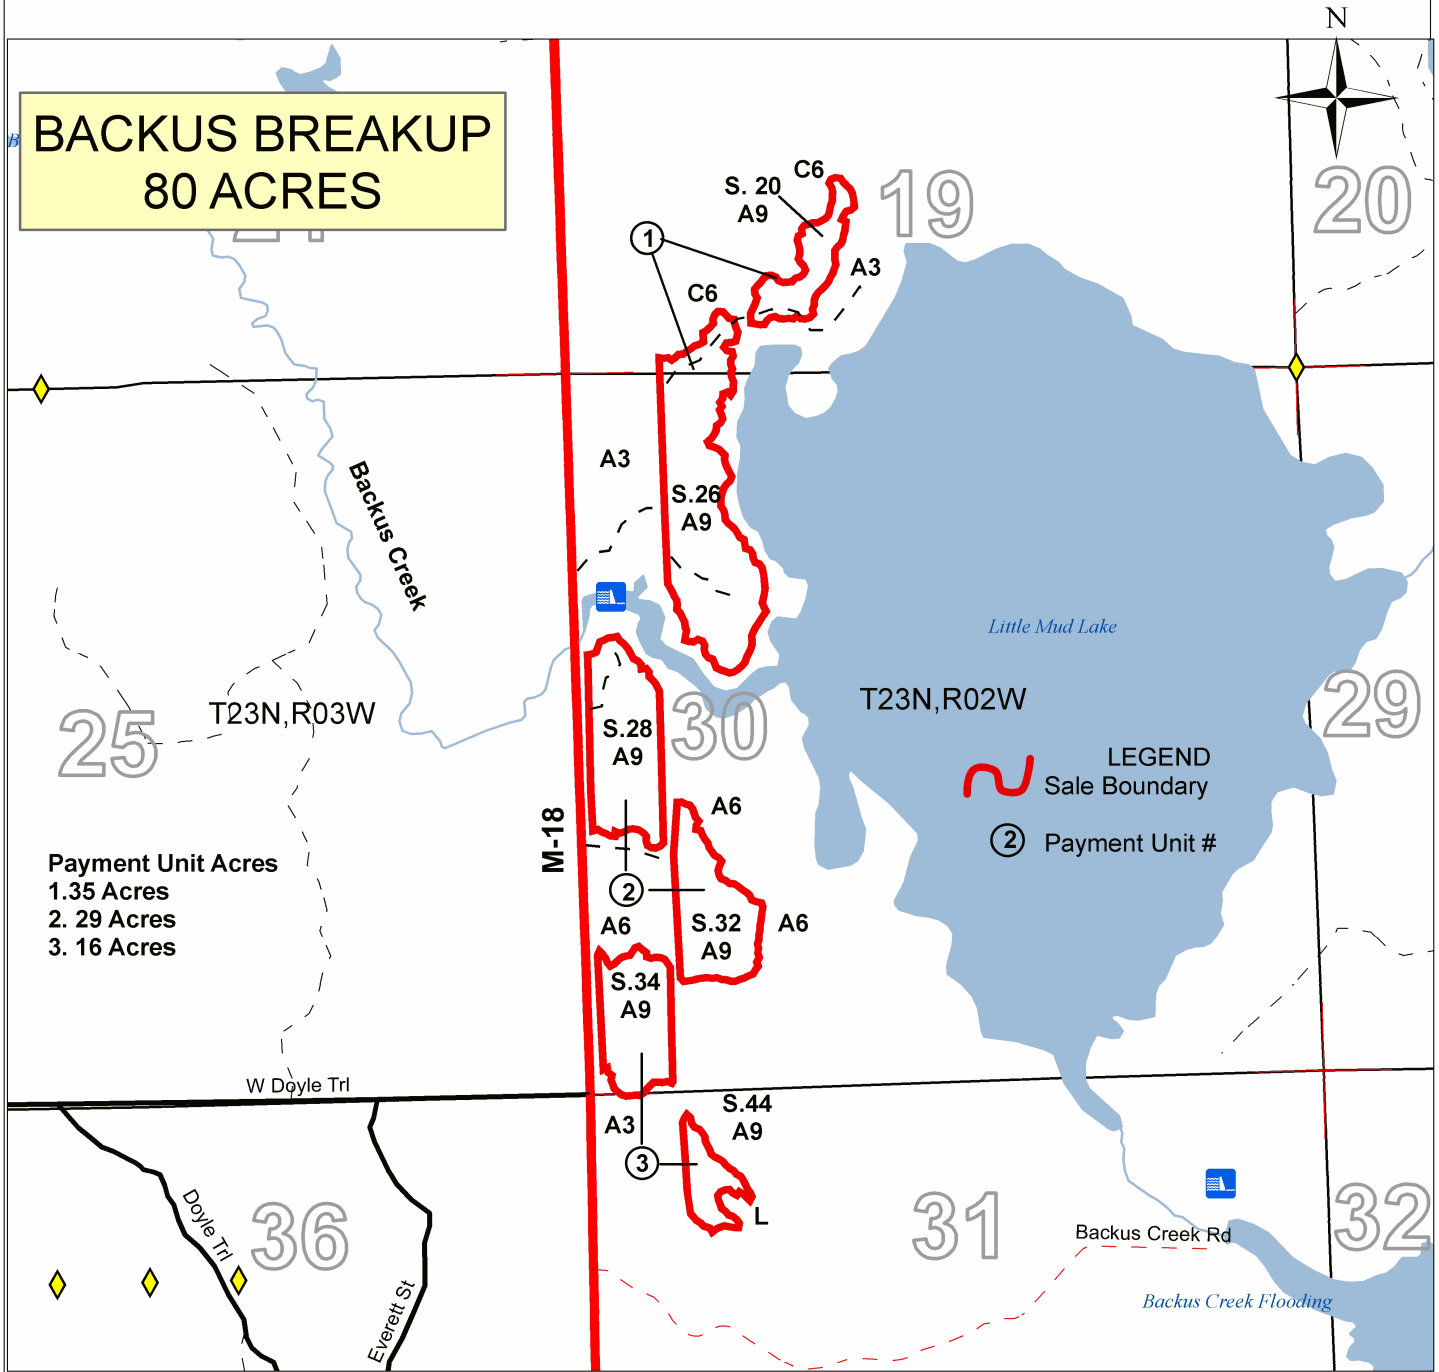 N
BACKUS BREAKUP
80 ACRES
C6
S. 20
A9
19
20
1
A3
C6
A3
Backus Creek
S.26
A9
Little Mud Lake
T23N,R03W
T23N,R02W
25
30
29
S.28
A9
LEGEND
Sale Boundary
2 Payment Unit #
A6
M-18
Payment Unit Acres
1.35 Acres
2. 29 Acres
3. 16 Acres
2
A6
S.32
A9
A6
S.34
A9
W Doyle Trl
S.44
A9
A3
3
L
Doyle Trl
36
31
32
Backus Creek Rd
Everett St
Backus Creek Flooding